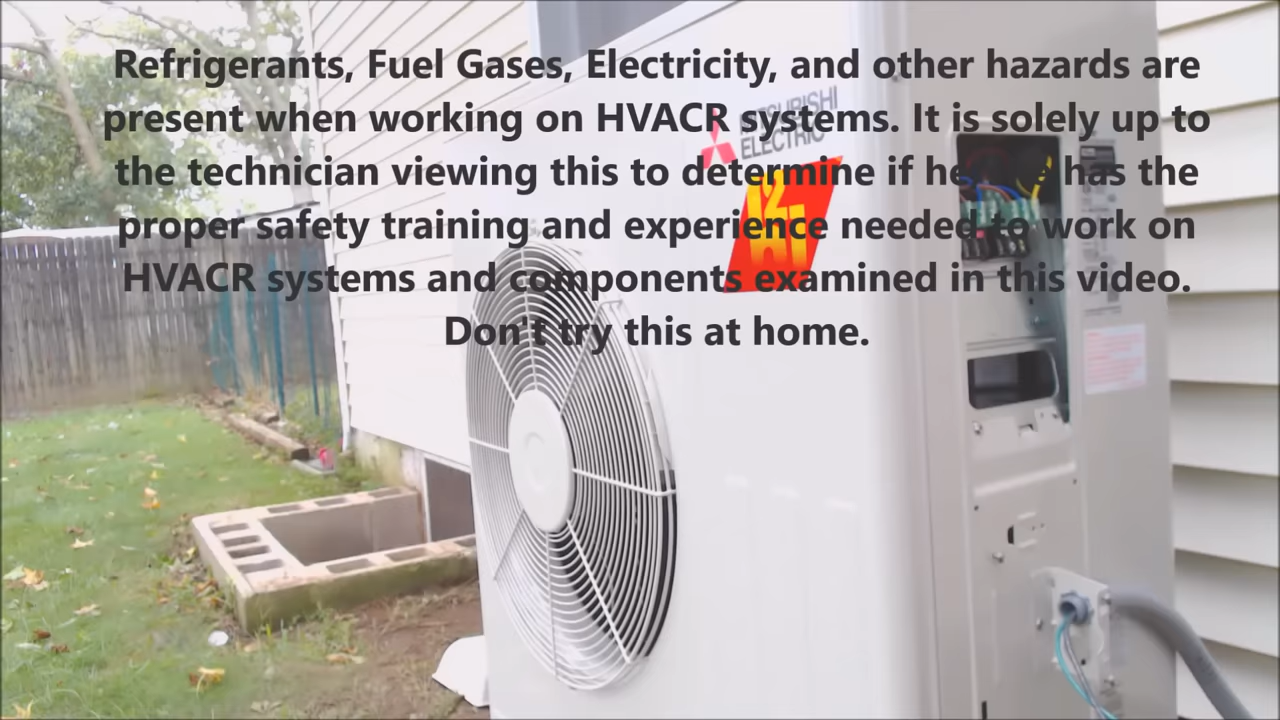 Refrigerants, Fuel Gases, Electricity, and other hazards are
present when working on HVACR systems. It is solely up to
the technician viewing this to determine if he has the
proper safety training and experience needed to work on
HVACR systems and components examined in this video.
Don't try this at home.
MITSUBISHI
ELECTRIC
H2i